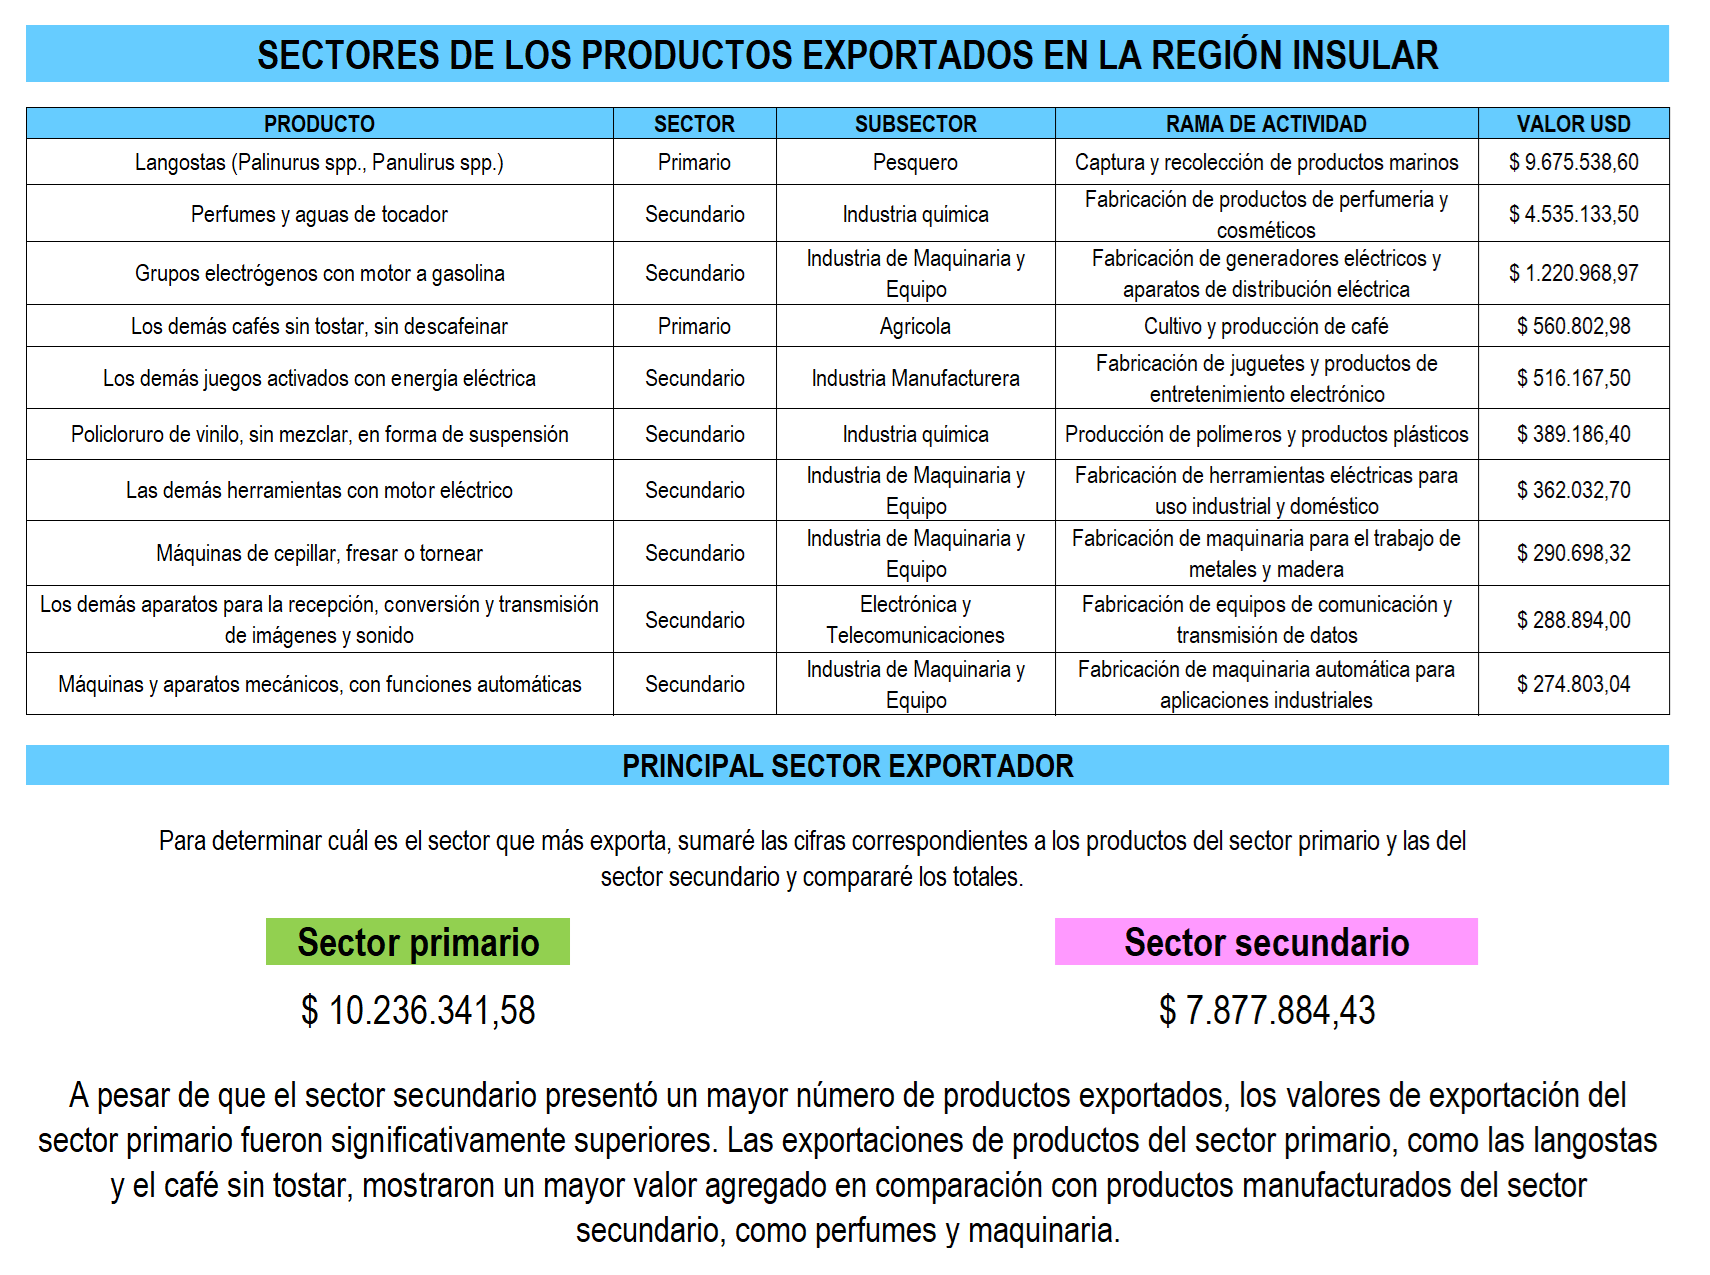 SECTORES DE LOS PRODUCTOS EXPORTADOS EN LA REGIÓN INSULAR
PRODUCTO SECTOR SUBSECTOR RAMA DE ACTIVIDAD VALOR USD
Langostas (Palinurus spp., Panulirus spp.) Primario Pesquero Captura y recolección de productos marinos $ 9.675.538,60
Perfumes y aguas de tocador Secundario Industria química Fabricación de productos de perfumería y
cosméticos $ 4.535.133,50
Grupos electrógenos con motor a gasolina Secundario Industria de Maquinaria y
Equipo Fabricación de generadores eléctricos y
aparatos de distribución eléctrica $ 1.220.968,97
Los demás cafés sin tostar, sin descafeinar Primario Agrícola Cultivo y producción de café $ 560.802,98
Los demás juegos activados con energía eléctrica Secundario Industria Manufacturera Fabricación de juguetes y productos de
entretenimiento electrónico $ 516.167,50
Policloruro de vinilo, sin mezclar, en forma de suspensión Secundario Industria química Producción de polímeros y productos plásticos $ 389.186,40
Las demás herramientas con motor eléctrico Secundario Industria de Maquinaria y
Equipo Fabricación de herramientas eléctricas para
uso industrial y doméstico $ 362.032,70
Máquinas de cepillar, fresar o tornear Secundario Industria de Maquinaria y
Equipo Fabricación de maquinaria para el trabajo de
metales y madera $ 290.698,32
Los demás aparatos para la recepción, conversión y transmisión
de imágenes y sonido Secundario Electrónica y
Telecomunicaciones Fabricación de equipos de comunicación y
transmisión de datos $ 288.894,00
Máquinas y aparatos mecánicos, con funciones automáticas Secundario Industria de Maquinaria y
Equipo Fabricación de maquinaria automática para
aplicaciones industriales $ 274.803,04
PRINCIPAL SECTOR EXPORTADOR
Para determinar cuál es el sector que más exporta, sumaré las cifras correspondientes a los productos del sector primario y las del
sector secundario y compararé los totales.
Sector primario Sector secundario
$ 10.236.341,58 $ 7.877.884,43
A pesar de que el sector secundario presentó un mayor número de productos exportados, los valores de exportación del
sector primario fueron significativamente superiores. Las exportaciones de productos del sector primario, como las langostas
y el café sin tostar, mostraron un mayor valor agregado en comparación con productos manufacturados del sector
secundario, como perfumes y maquinaria.